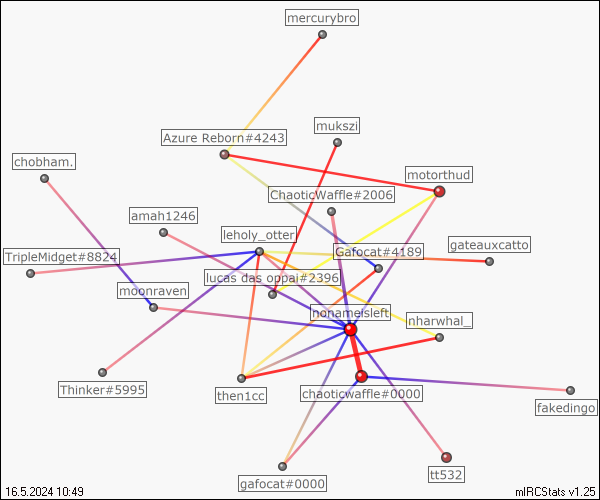 mercurybro
mukszi
Azure Reborn#4243
chobham.
motorthud
ChaoticWaffle#2006
amah1246
leholy_otter
gateauxcatto
TripleMidget#8824
Gafocat#4189
lucas das oppai#2396
moonraven
nonameisleft
nharwhal_
Thinker#5995
then1cc
chaoticwaffle#0000
fakedingo
tt532
gafocat#0000
16.5.2024 10:49
mIRCStats v1.25